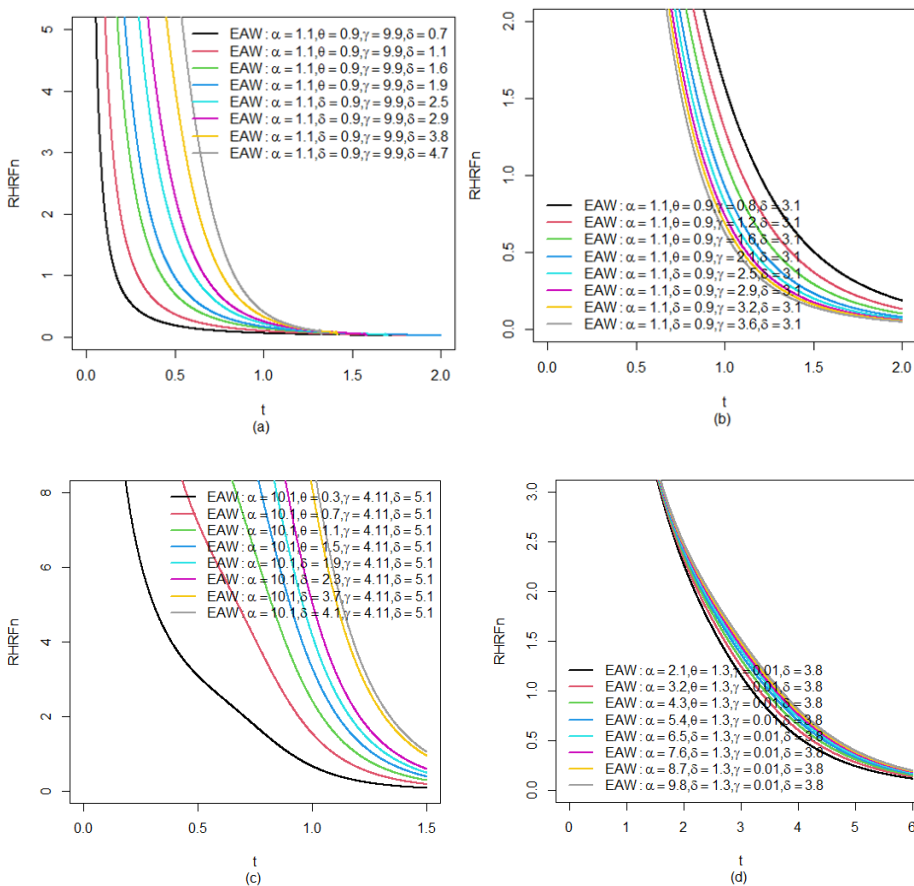 EAW : α = 1.1,θ = 0.9,γ = 9.9,δ = 0.7
EAW : α = 1.1,θ = 0.9,γ = 9.9,δ = 1.1
EAW : α = 1.1,θ = 0.9,γ = 9.9,δ = 1.6
EAW : α = 1.1,θ = 0.9,γ = 9.9,δ = 1.9
EAW : α = 1.1,δ = 0.9,γ = 9.9,δ = 2.5
EAW : α = 1.1,δ = 0.9,γ = 9.9,δ = 2.9
EAW : α = 1.1,δ = 0.9,γ = 9.9,δ = 3.8
EAW : α = 1.1,δ = 0.9,γ = 9.9,δ = 4.7
RHRFn
5
4
3
2
1
0
0.0 0.5 1.0 1.5 2.0
t
(a)
RHRFn
2.0
1.5
1.0
0.5
0.0
EAW : α = 1.1,θ = 0.9,γ = 0.8,δ = 3.1
EAW : α = 1.1,θ = 0.9,γ = 1.2,δ = 3.1
EAW : α = 1.1,θ = 0.9,γ = 1.6,δ = 3.1
EAW : α = 1.1,θ = 0.9,γ = 2.1,δ = 3.1
EAW : α = 1.1,δ = 0.9,γ = 2.5,δ = 3.1
EAW : α = 1.1,δ = 0.9,γ = 2.9,δ = 3.1
EAW : α = 1.1,δ = 0.9,γ = 3.2,δ = 3.1
EAW : α = 1.1,δ = 0.9,γ = 3.6,δ = 3.1
0.0 0.5 1.0 1.5 2.0
t
(b)
RHRFn
8
6
4
2
0
EAW : α = 10.1,θ = 0.3,γ = 4.11,δ = 5.1
EAW : α = 10.1,θ = 0.7,γ = 4.11,δ = 5.1
EAW : α = 10.1,θ = 1.1,γ = 4.11,δ = 5.1
EAW : α = 10.1,θ = 1.5,γ = 4.11,δ = 5.1
EAW : α = 10.1,δ = 1.9,γ = 4.11,δ = 5.1
EAW : α = 10.1,δ = 2.3,γ = 4.11,δ = 5.1
EAW : α = 10.1,δ = 3.7,γ = 4.11,δ = 5.1
EAW : α = 10.1,δ = 4.1,γ = 4.11,δ = 5.1
0.0 0.5 1.0 1.5
t
(c)
RHRFn
3.0
2.5
2.0
1.5
1.0
0.5
0.0
EAW : α = 2.1,θ = 1.3,γ = 0.01,δ = 3.8
EAW : α = 3.2,θ = 1.3,γ = 0.01,δ = 3.8
EAW : α = 4.3,θ = 1.3,γ = 0.01,δ = 3.8
EAW : α = 5.4,θ = 1.3,γ = 0.01,δ = 3.8
EAW : α = 6.5,δ = 1.3,γ = 0.01,δ = 3.8
EAW : α = 7.6,δ = 1.3,γ = 0.01,δ = 3.8
EAW : α = 8.7,δ = 1.3,γ = 0.01,δ = 3.8
EAW : α = 9.8,δ = 1.3,γ = 0.01,δ = 3.8
0 1 2 3 4 5 6
t
(d)